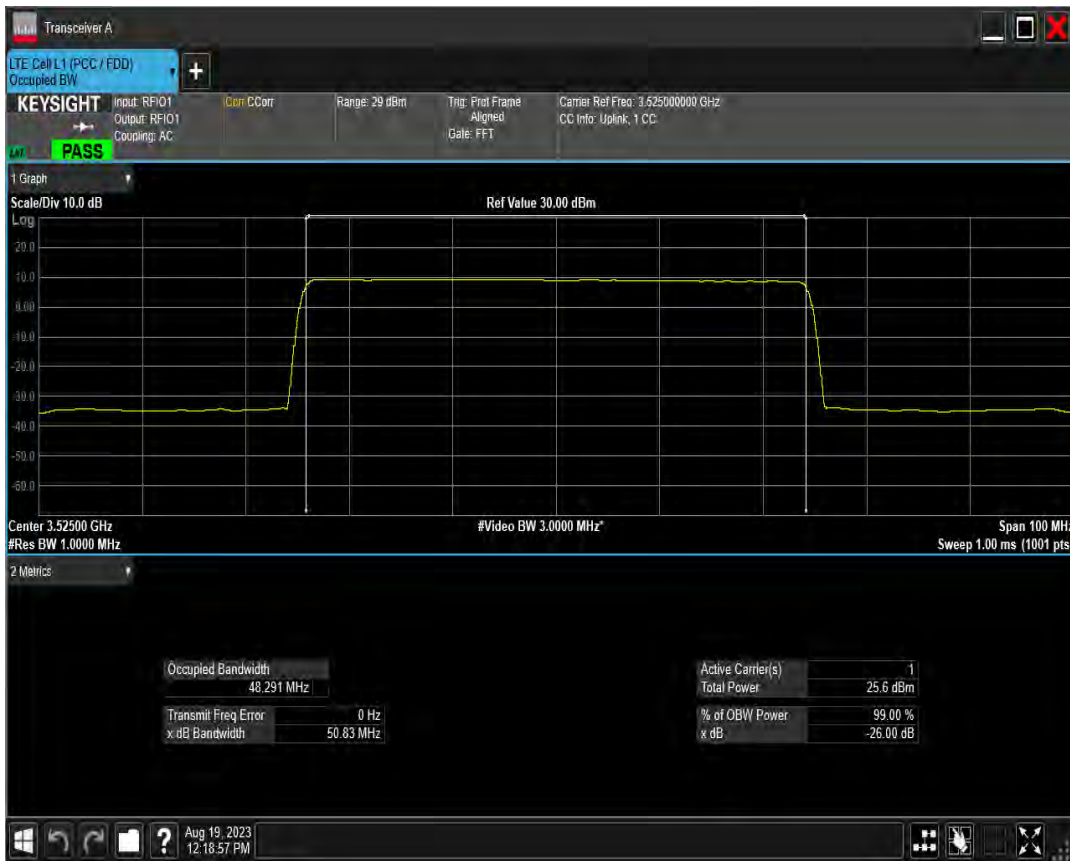 Transceiver A
LTE Cell L1 (PCC / FDD)
Occupied BW
+
KEYSIGHT
Input: RFIO1
Output: RFIO1
Coupling: AC
Corr CCorr
Range: 29 dBm
Trig: Prot Frame
Aligned
Gate: FFT
Carrier Ref Freq: 3.525000000 GHz
CC Info: Uplink, 1 CC
PASS
1 Graph
Scale/Div 10.0 dB
Ref Value 30.00 dBm
Log
20.0
10.0
0.00
-10.0
-20.0
-30.0
-40.0
-50.0
-60.0
Center 3.52500 GHz
#Video BW 3.0000 MHz*
Span 100 MHz
#Res BW 1.0000 MHz
Sweep 1.00 ms (1001 pts
2 Metrics
Occupied Bandwidth
48.291 MHz
Transmit Freq Error 0 Hz
x dB Bandwidth 50.83 MHz
Active Carrier(s) 1
Total Power 25.6 dBm
% of OBW Power 99.00 %
x dB -26.00 dB
?
Aug 19, 2023
12:18:57 PM